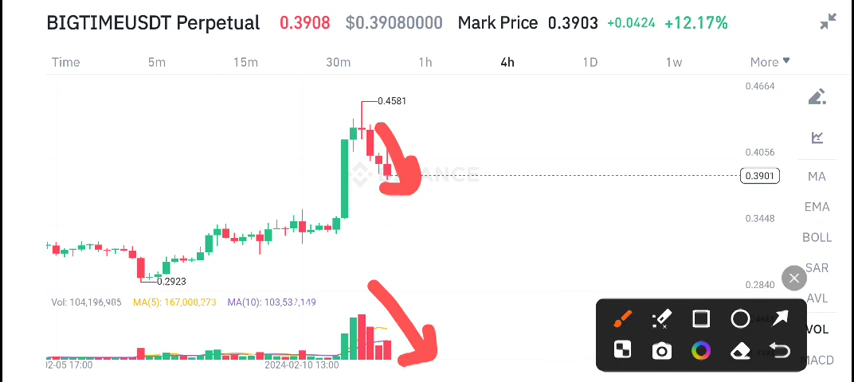 BIGTIMEUSDT Perpetual 0.3908 $0.39080000 Mark Price 0.3903 +0.0424 +12.17%
Time 5m 15m 30m 1h 4h 1D 1w More
0.4664
0.4581
0.4056
0.3901
MA
EMA
0.3448
BOLL
SAR
0.2923
0.2840
AVL
Vol: 104,196,905 MA(5): 167,000,273 MA(10): 103,537,149
VOL
MACD
02-05 17:00 2024-02-10 13:00